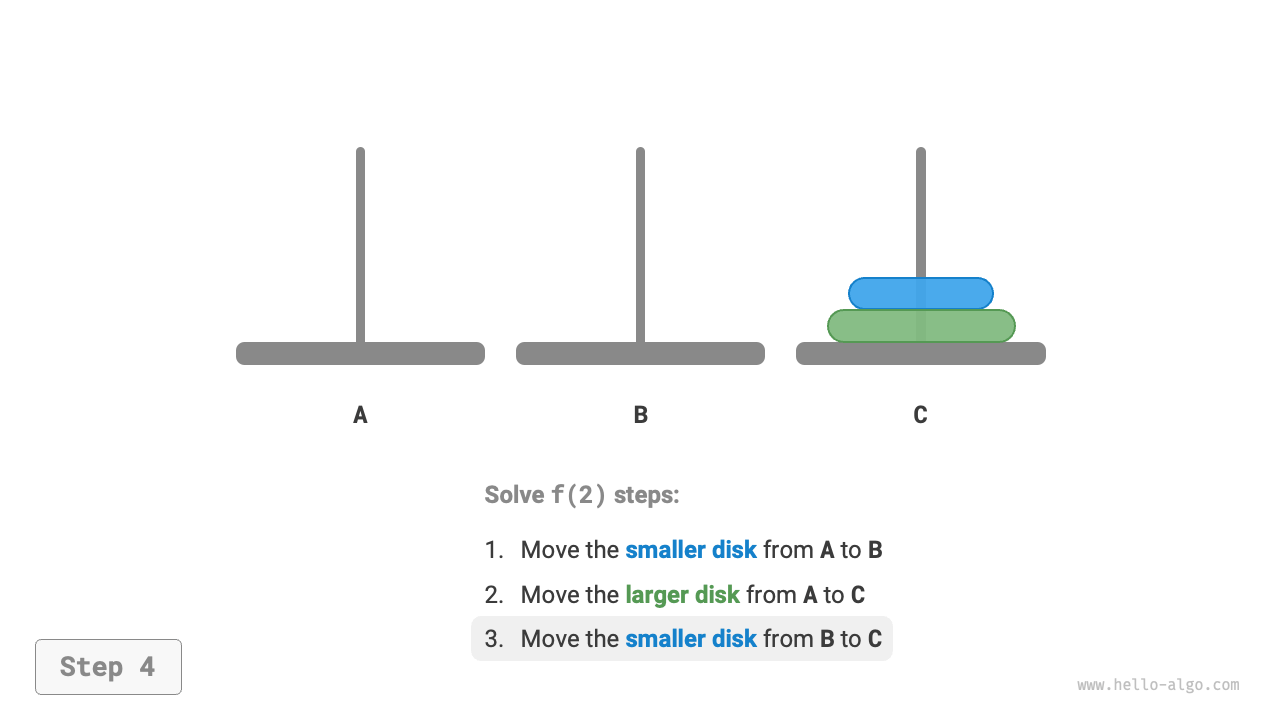 A B C
Solve f(2) steps:
1. Move the smaller disk from A to B
2. Move the larger disk from A to C
3. Move the smaller disk from B to C
Step 4
www.hello-algo.com